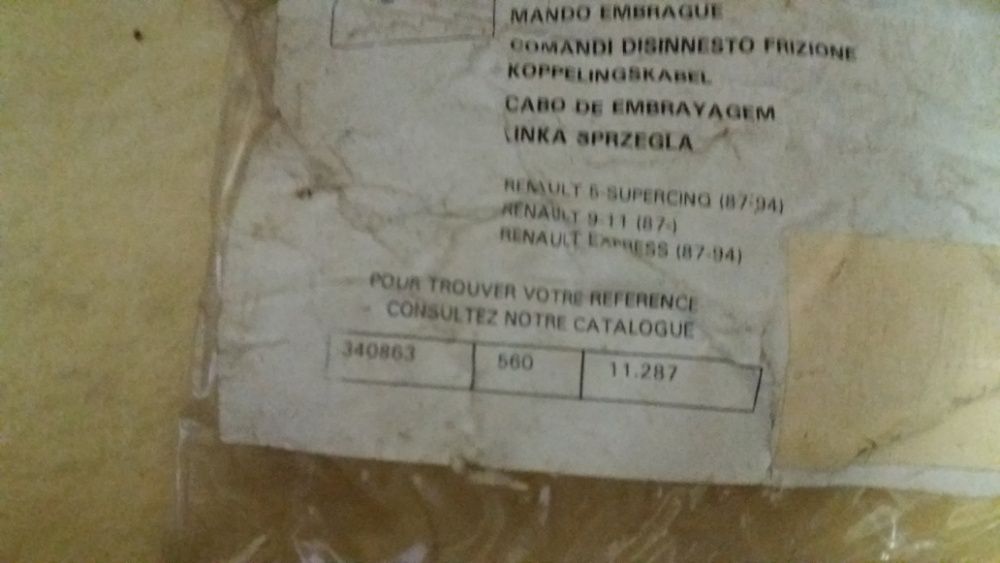 MANDO EMBRAGUE
COMANDI DISINNESTO FRIZIONE
KOPPELINGSKABEL
CABO DE EMBRAYAGEM
LINKA SPRZEGLA
RENAULT 5-SUPERCINQ (87-94)
RENAULT 9-11 (87-)
RENAULT EXPRESS (87-94)
POUR TROUVER VOTRE REFERENCE
CONSULTEZ NOTRE CATALOGUE
340863 560 11.287